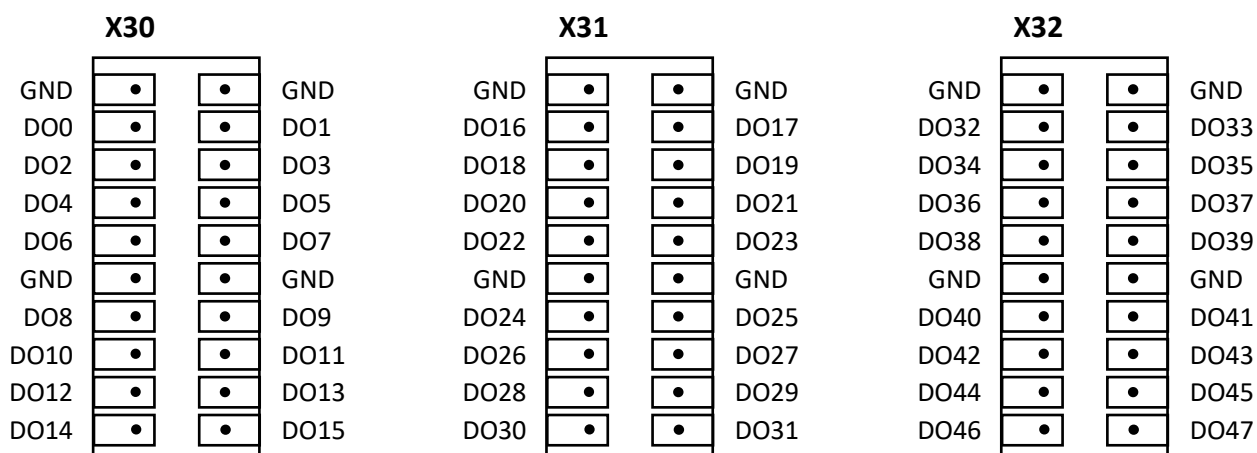 X30 X31 X32
GND GND GND GND GND GND
DO0 DO1 DO16 DO17 DO32 DO33
DO2 DO3 DO18 DO19 DO34 DO35
DO4 DO5 DO20 DO21 DO36 DO37
DO6 DO7 DO22 DO23 DO38 DO39
GND GND GND GND GND GND
DO8 DO9 DO24 DO25 DO40 DO41
DO10 DO11 DO26 DO27 DO42 DO43
DO12 DO13 DO28 DO29 DO44 DO45
DO14 DO15 DO30 DO31 DO46 DO47